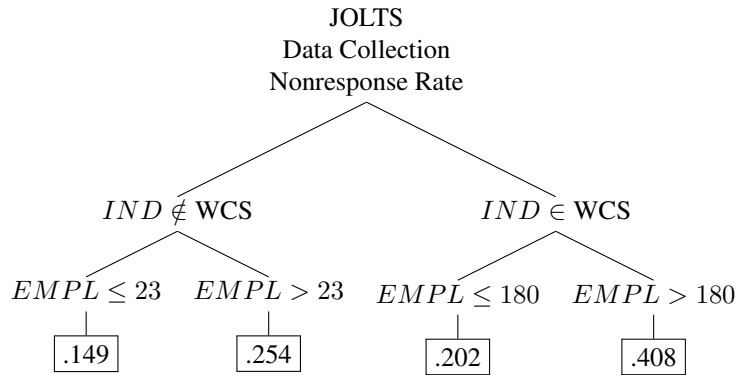 JOLTS
Data Collection
Nonresponse Rate
IND ∉ WCS
IND ∈ WCS
EMPL ≤ 23
EMPL > 23
EMPL ≤ 180
EMPL > 180
.149
.254
.202
.408